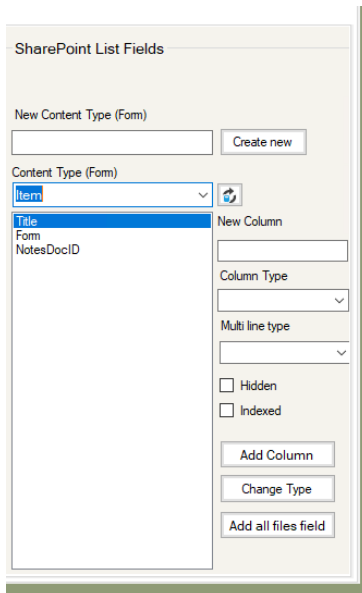 SharePoint List Fields
New Content Type (Form)
Create new
Content Type (Form)
Item
Title
Form
NotesDocID
New Column
Column Type
Multi line type
Hidden
Indexed
Add Column
Change Type
Add all files field